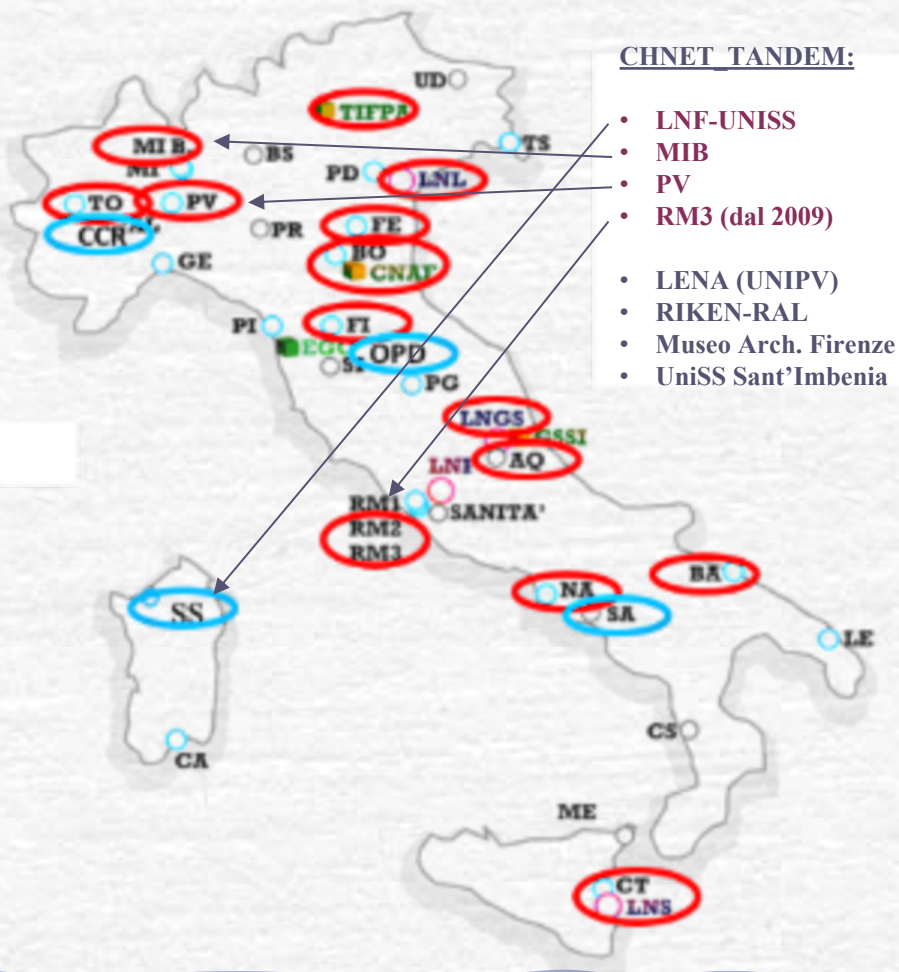 CHNET_TANDEM:
• LNF-UNISS
• MIB
• PV
• RM3 (dal 2009)
• LENA (UNIPV)
• RIKEN-RAL
• Museo Arch. Firenze
• UniSS Sant'Imbenia
UD
TIFPA
MI B
MI
BS
TS
PD
LNL
TO
PV
CCR
PR
FE
BO
CNAF
GE
PI
FI
OPD
PG
LNGS
GSSI
AQ
LNF
RM1
SANITA'
RM2
RM3
NA
BA
SS
SA
LE
CS
CA
ME
CT
LNS